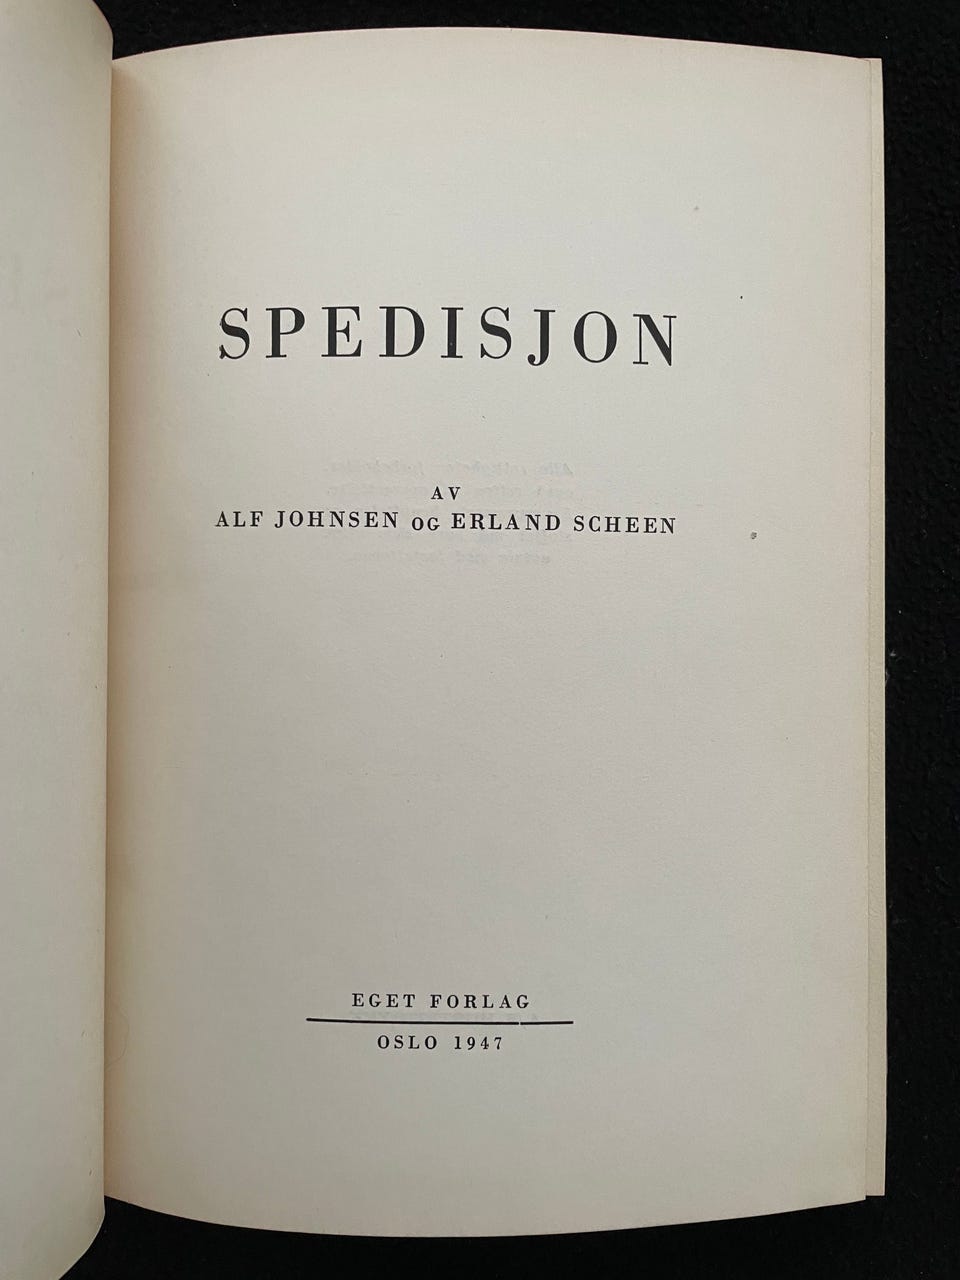 SPEDISJON
AV
ALF JOHNSEN OG ERLAND SCHEEN
EGET FORLAG
OSLO 1947